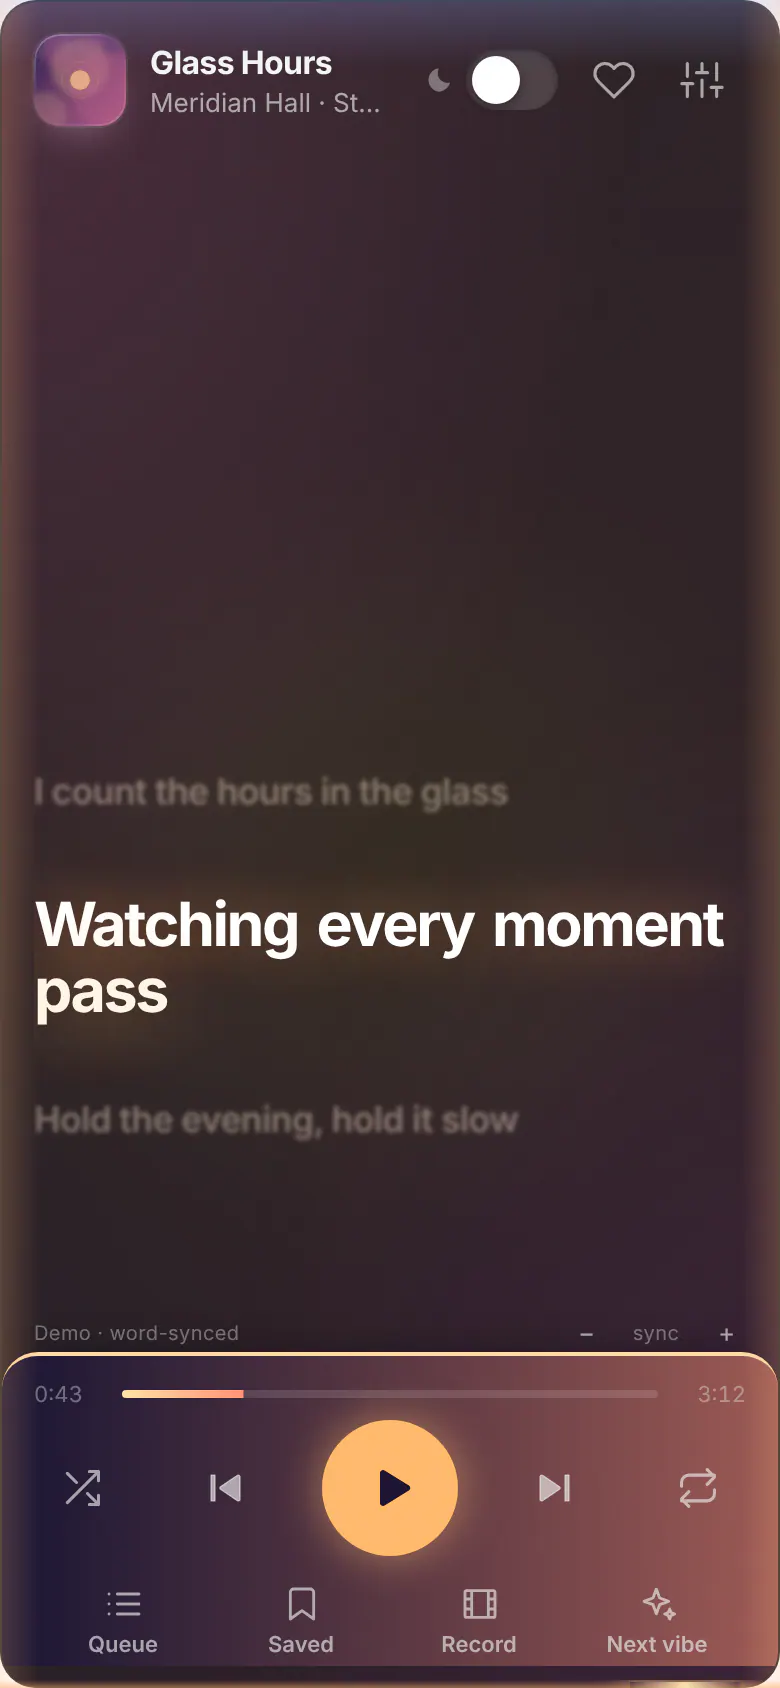 Glass Hours
Meridian Hall · St...
I count the hours in the glass
Watching every moment
pass
Hold the evening, hold it slow
Demo · word-synced
− sync +
0:43
3:12
Queue
Saved
Record
Next vibe